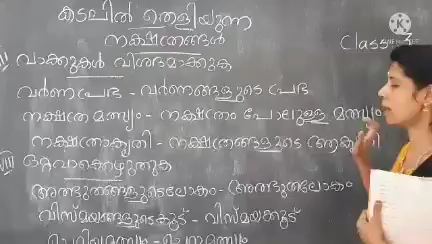 കടലിൽ തെളിയുന്ന
നക്ഷത്രങ്ങൾ
Class 3
വാക്കുകൾ വിശദമാക്കുക
വർണപ്രഭ - വർണങ്ങളുടെ പ്രഭ
നക്ഷത്ര മത്സ്യം - നക്ഷത്രം പോലുള്ള മത്സ്യം
നക്ഷത്രാകൃതി - നക്ഷത്രങ്ങളുടെ ആകൃതി
ഒറ്റവാക്കെഴുതുക
അത്ഭുതങ്ങളുടെലോകം - അത്ഭുതലോകം
വിസ്മയങ്ങളുടെകൂട് - വിസ്മയക്കൂട്